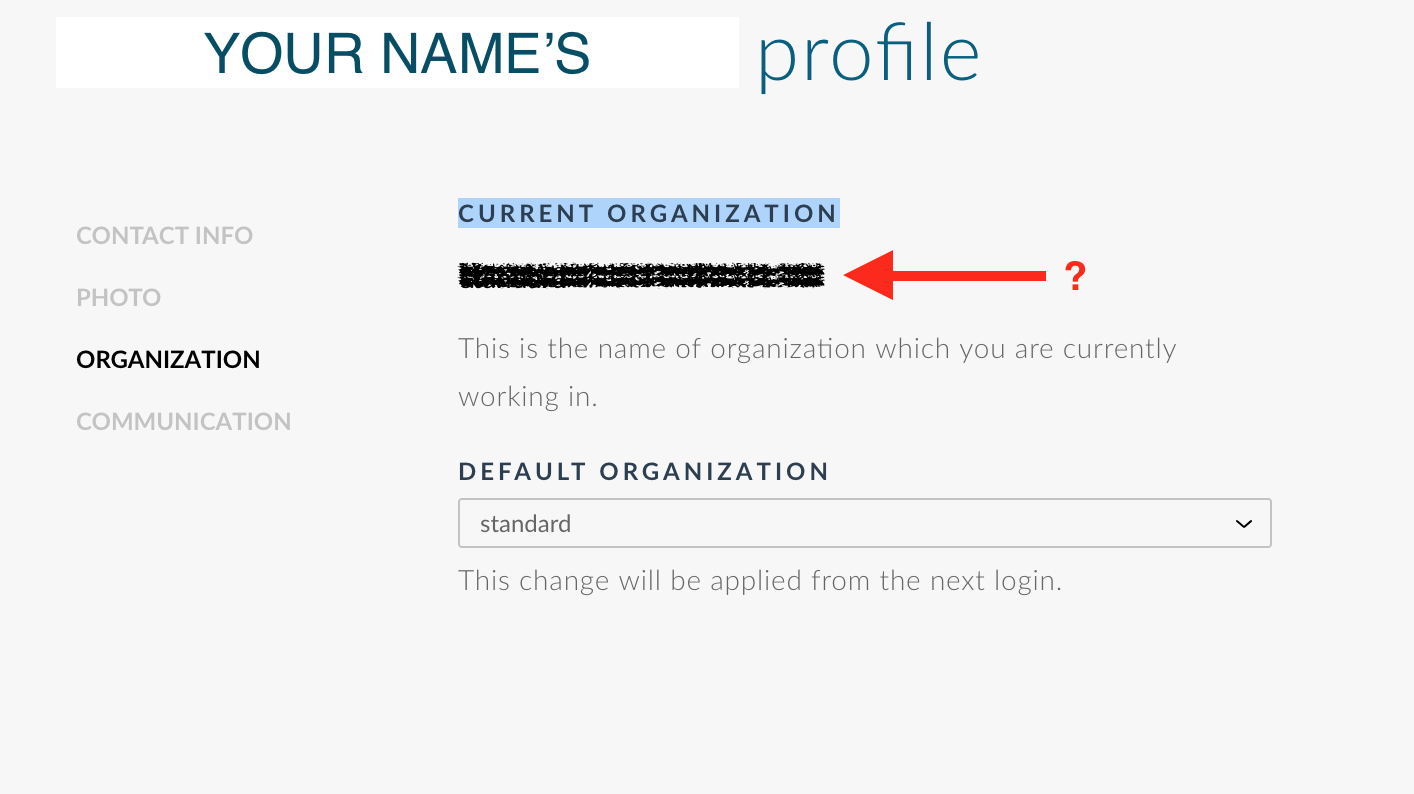 YOUR NAME’S profile
CONTACT INFO
PHOTO
ORGANIZATION
COMMUNICATION
CURRENT ORGANIZATION
?
This is the name of organization which you are currently
working in.
DEFAULT ORGANIZATION
standard
This change will be applied from the next login.